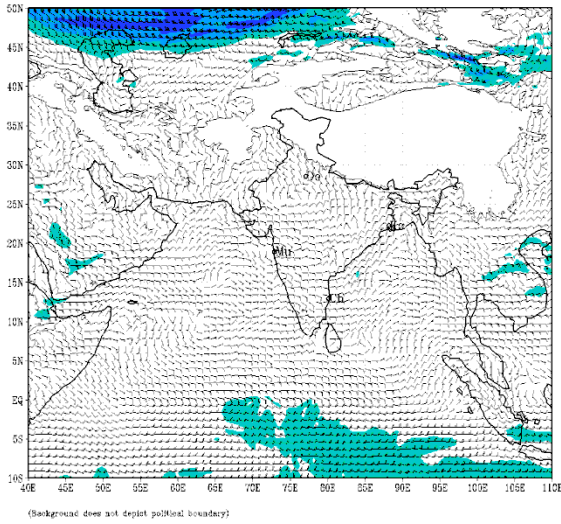 50N
45N
40N
35N
30N
25N
20N
15N
10N
5N
EQ
5S
10S
Mu
40E 45E 50E 55E 60E 65E 70E 75E 80E 85E 90E 95E 100E 105E 110E
(Background does not depict political boundary)